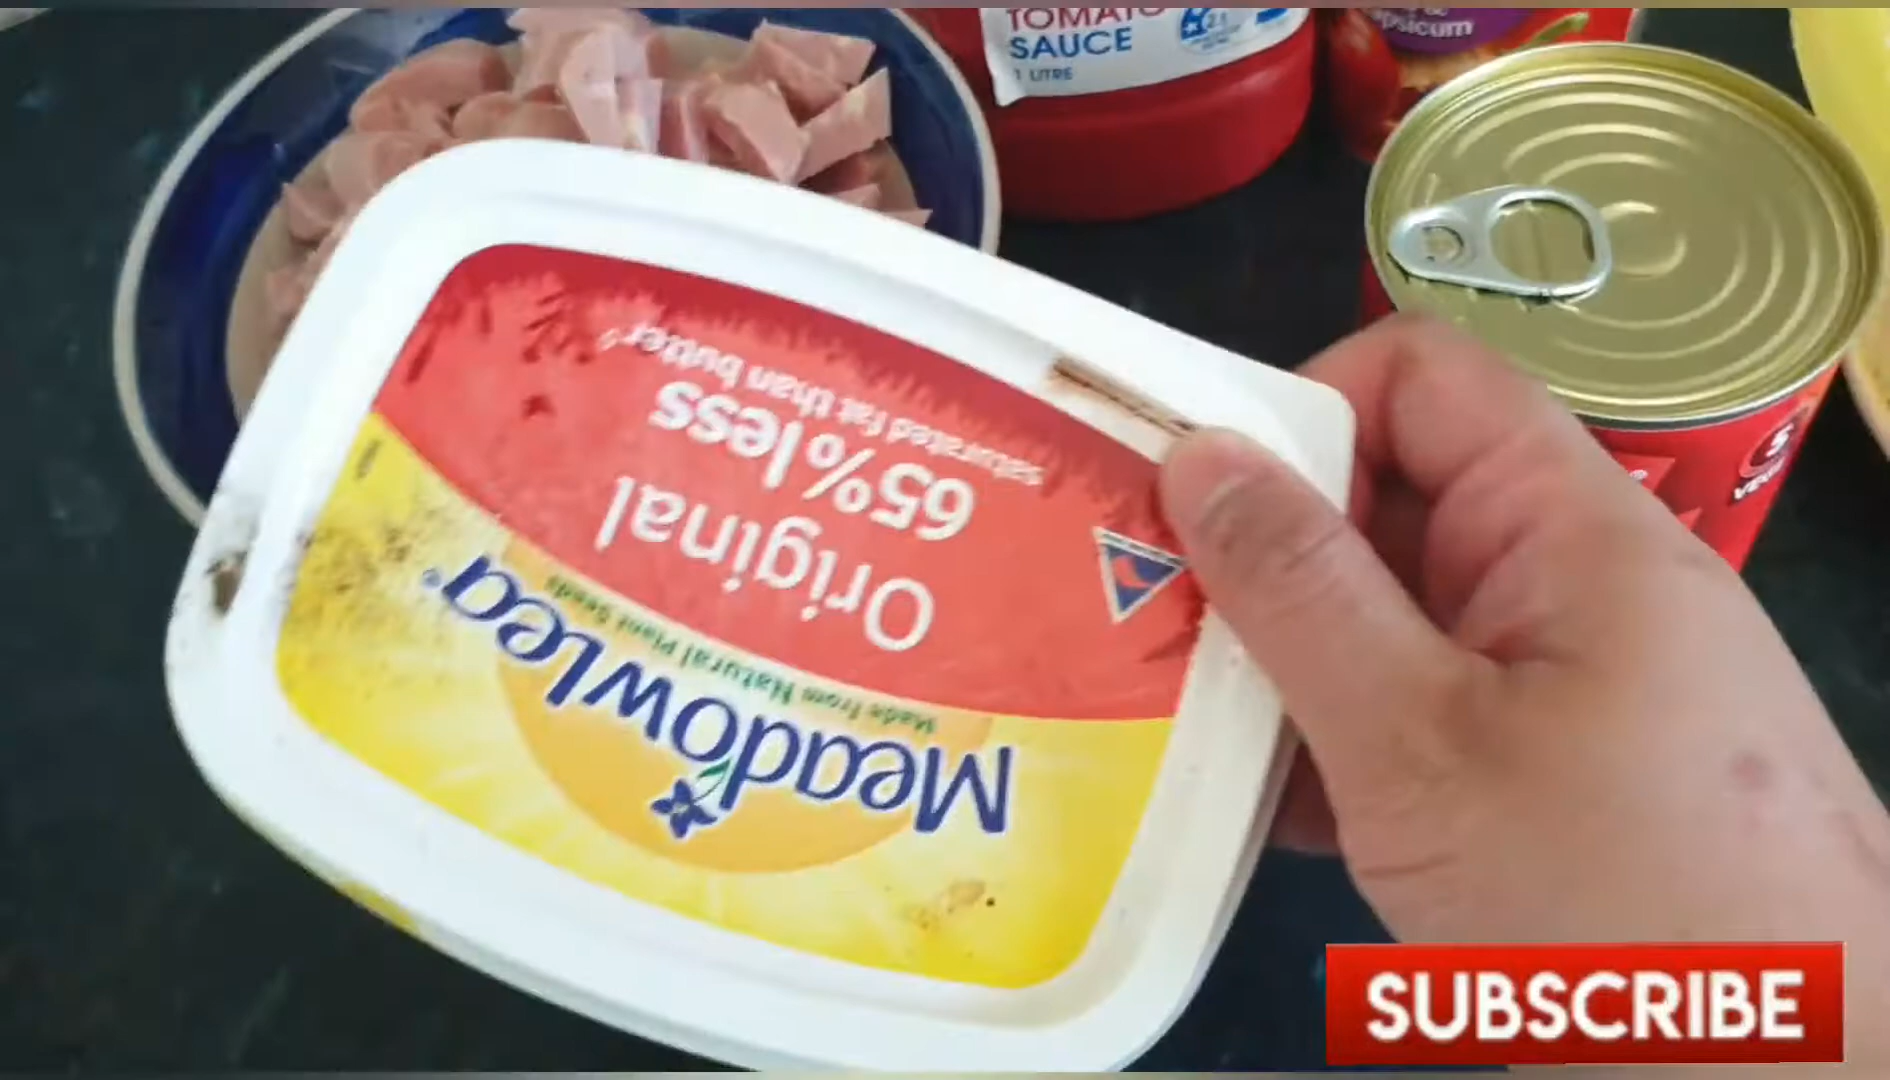 TOMATO
SAUCE
1 LITRE
psicum
MeadowLea®
Made from Natural Plant Seeds
Original
65% less
saturated fat than butter
SUBSCRIBE